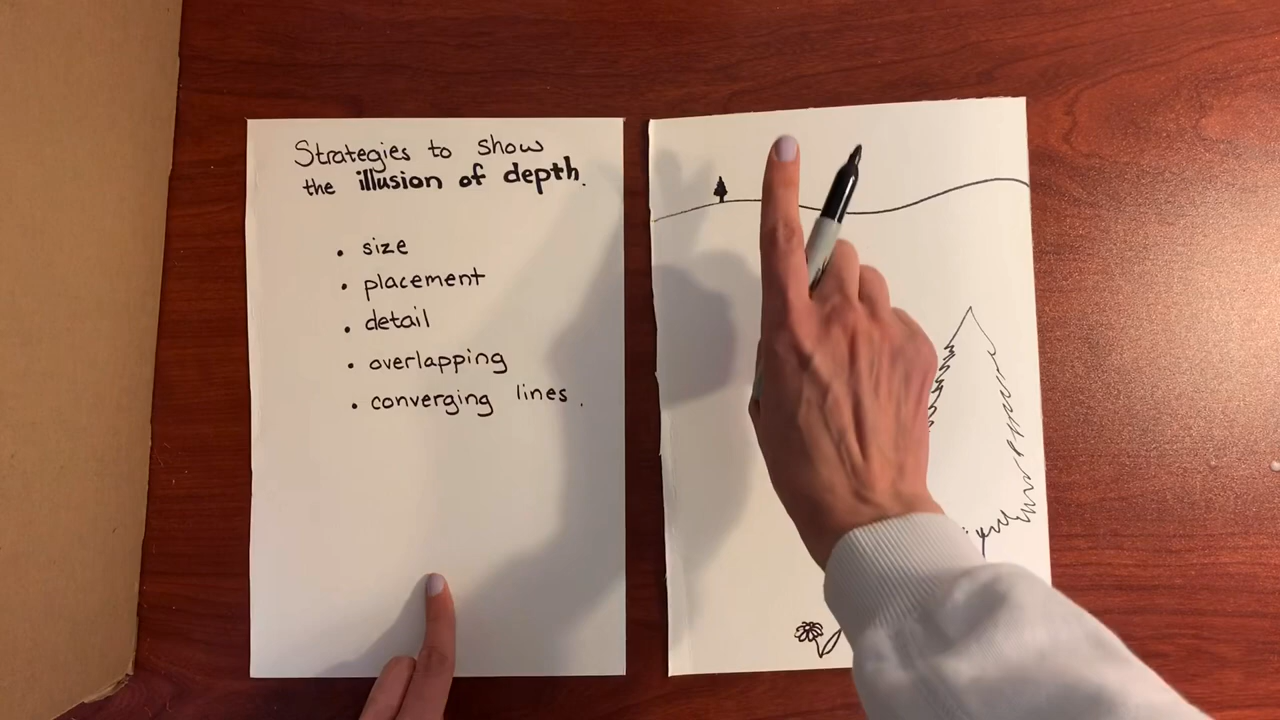 Strategies to show
the illusion of depth.
• size
• placement
• detail
• overlapping
• converging lines.